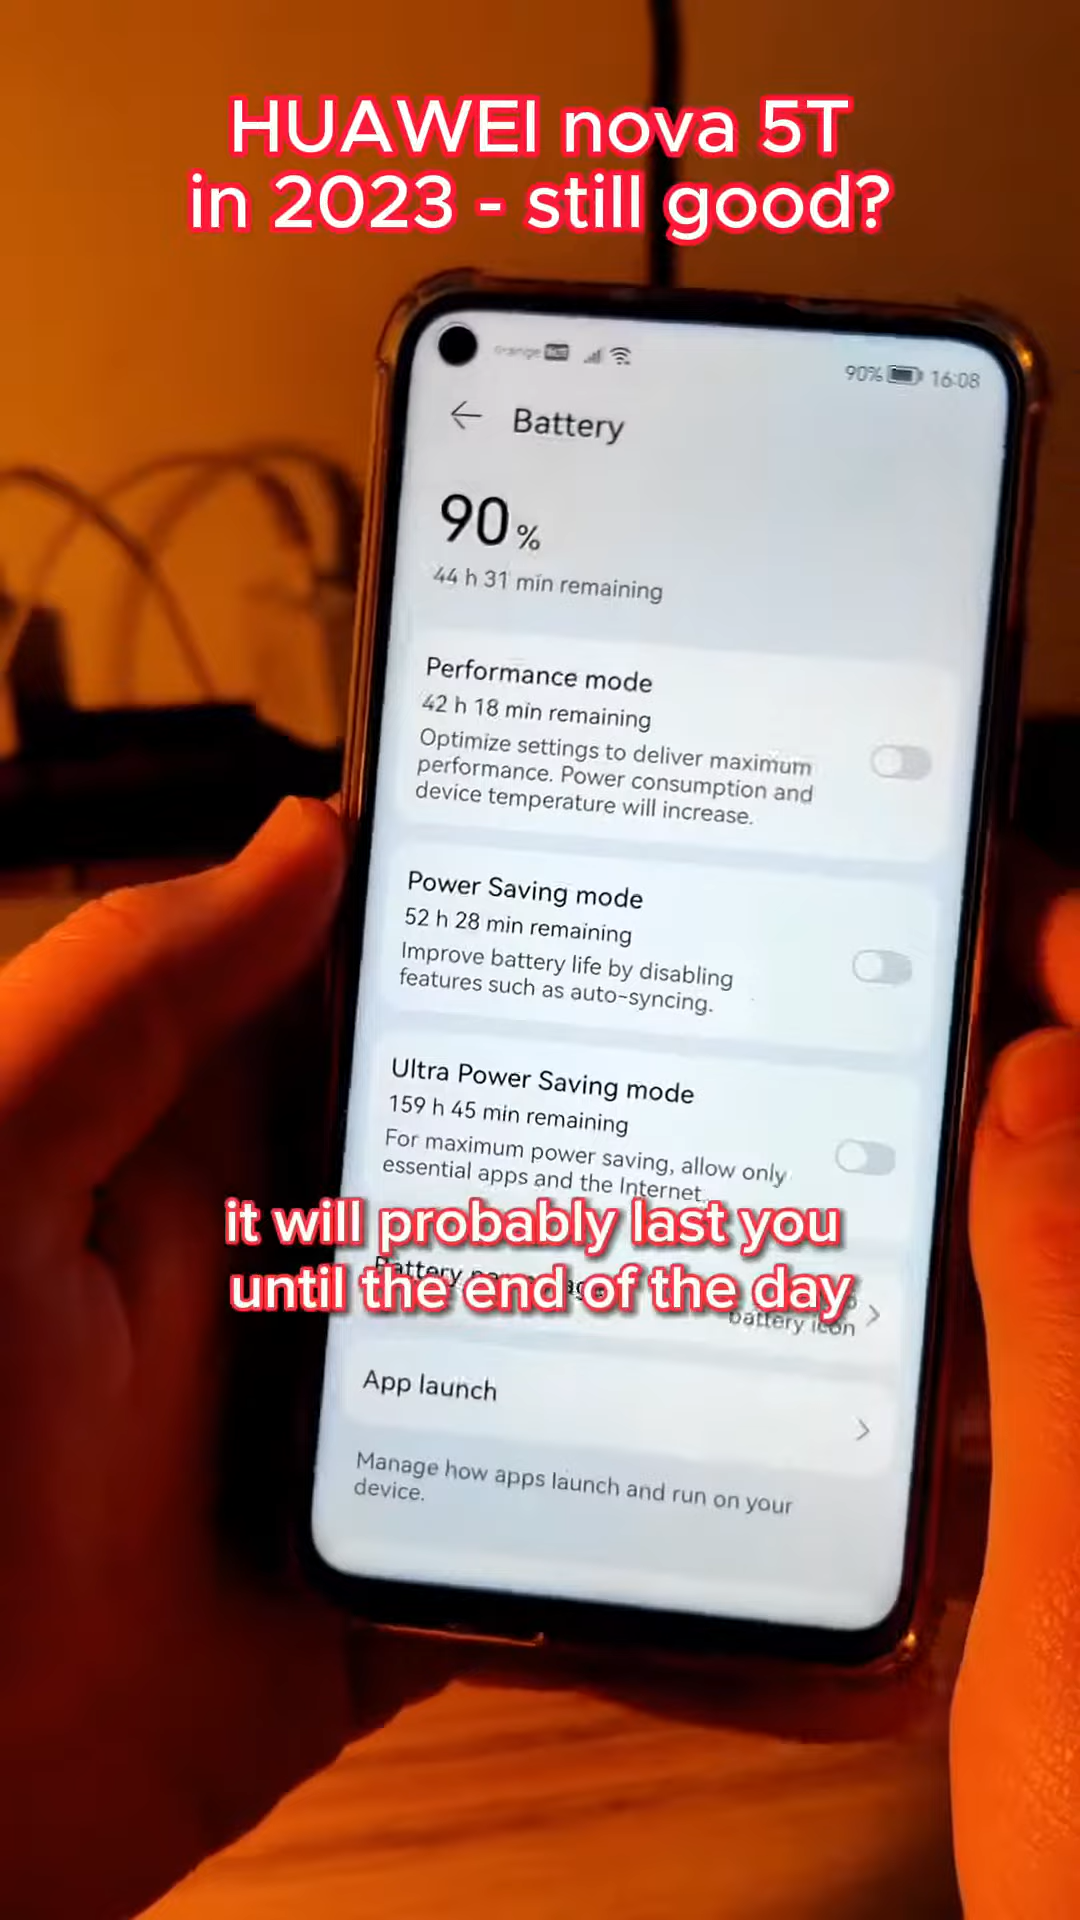 HUAWEI nova 5T
in 2023 - still good?
orange
90% 16:08
Battery
90%
44 h 31 min remaining
Performance mode
42 h 18 min remaining
Optimize settings to deliver maximum
performance. Power consumption and
device temperature will increase.
Power Saving mode
52 h 28 min remaining
Improve battery life by disabling
features such as auto-syncing.
Ultra Power Saving mode
159 h 45 min remaining
For maximum power saving, allow only
essential apps and the Internet.
it will probably last you
Battery
until the end of the day
battery icon
App launch
Manage how apps launch and run on your
device.